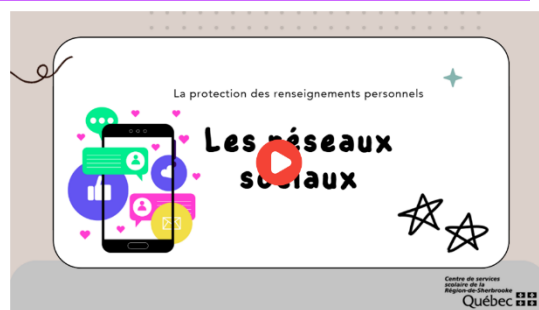 La protection des renseignements personnels
Les réseaux
sociaux
Centre de services
scolaire de la
Région-de-Sherbrooke
Québec